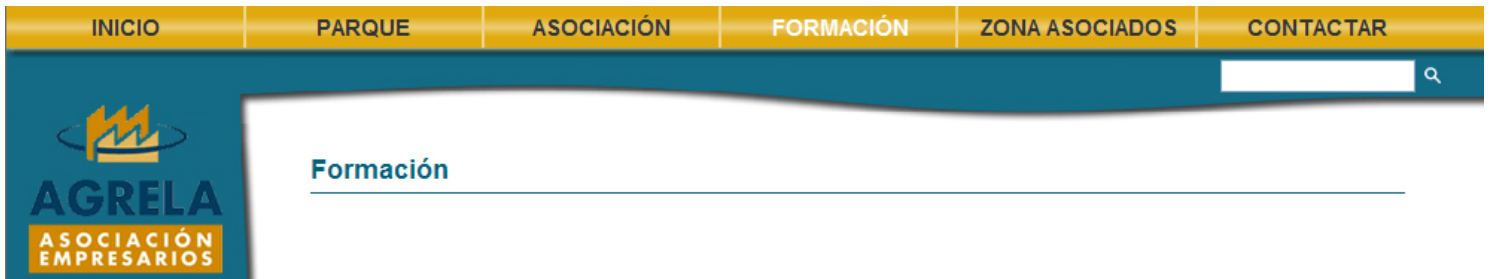 INICIO PARQUE ASOCIACIÓN FORMACIÓN ZONA ASOCIADOS CONTACTAR
Formación
AGRELA
ASOCIACIÓN
EMPRESARIOS